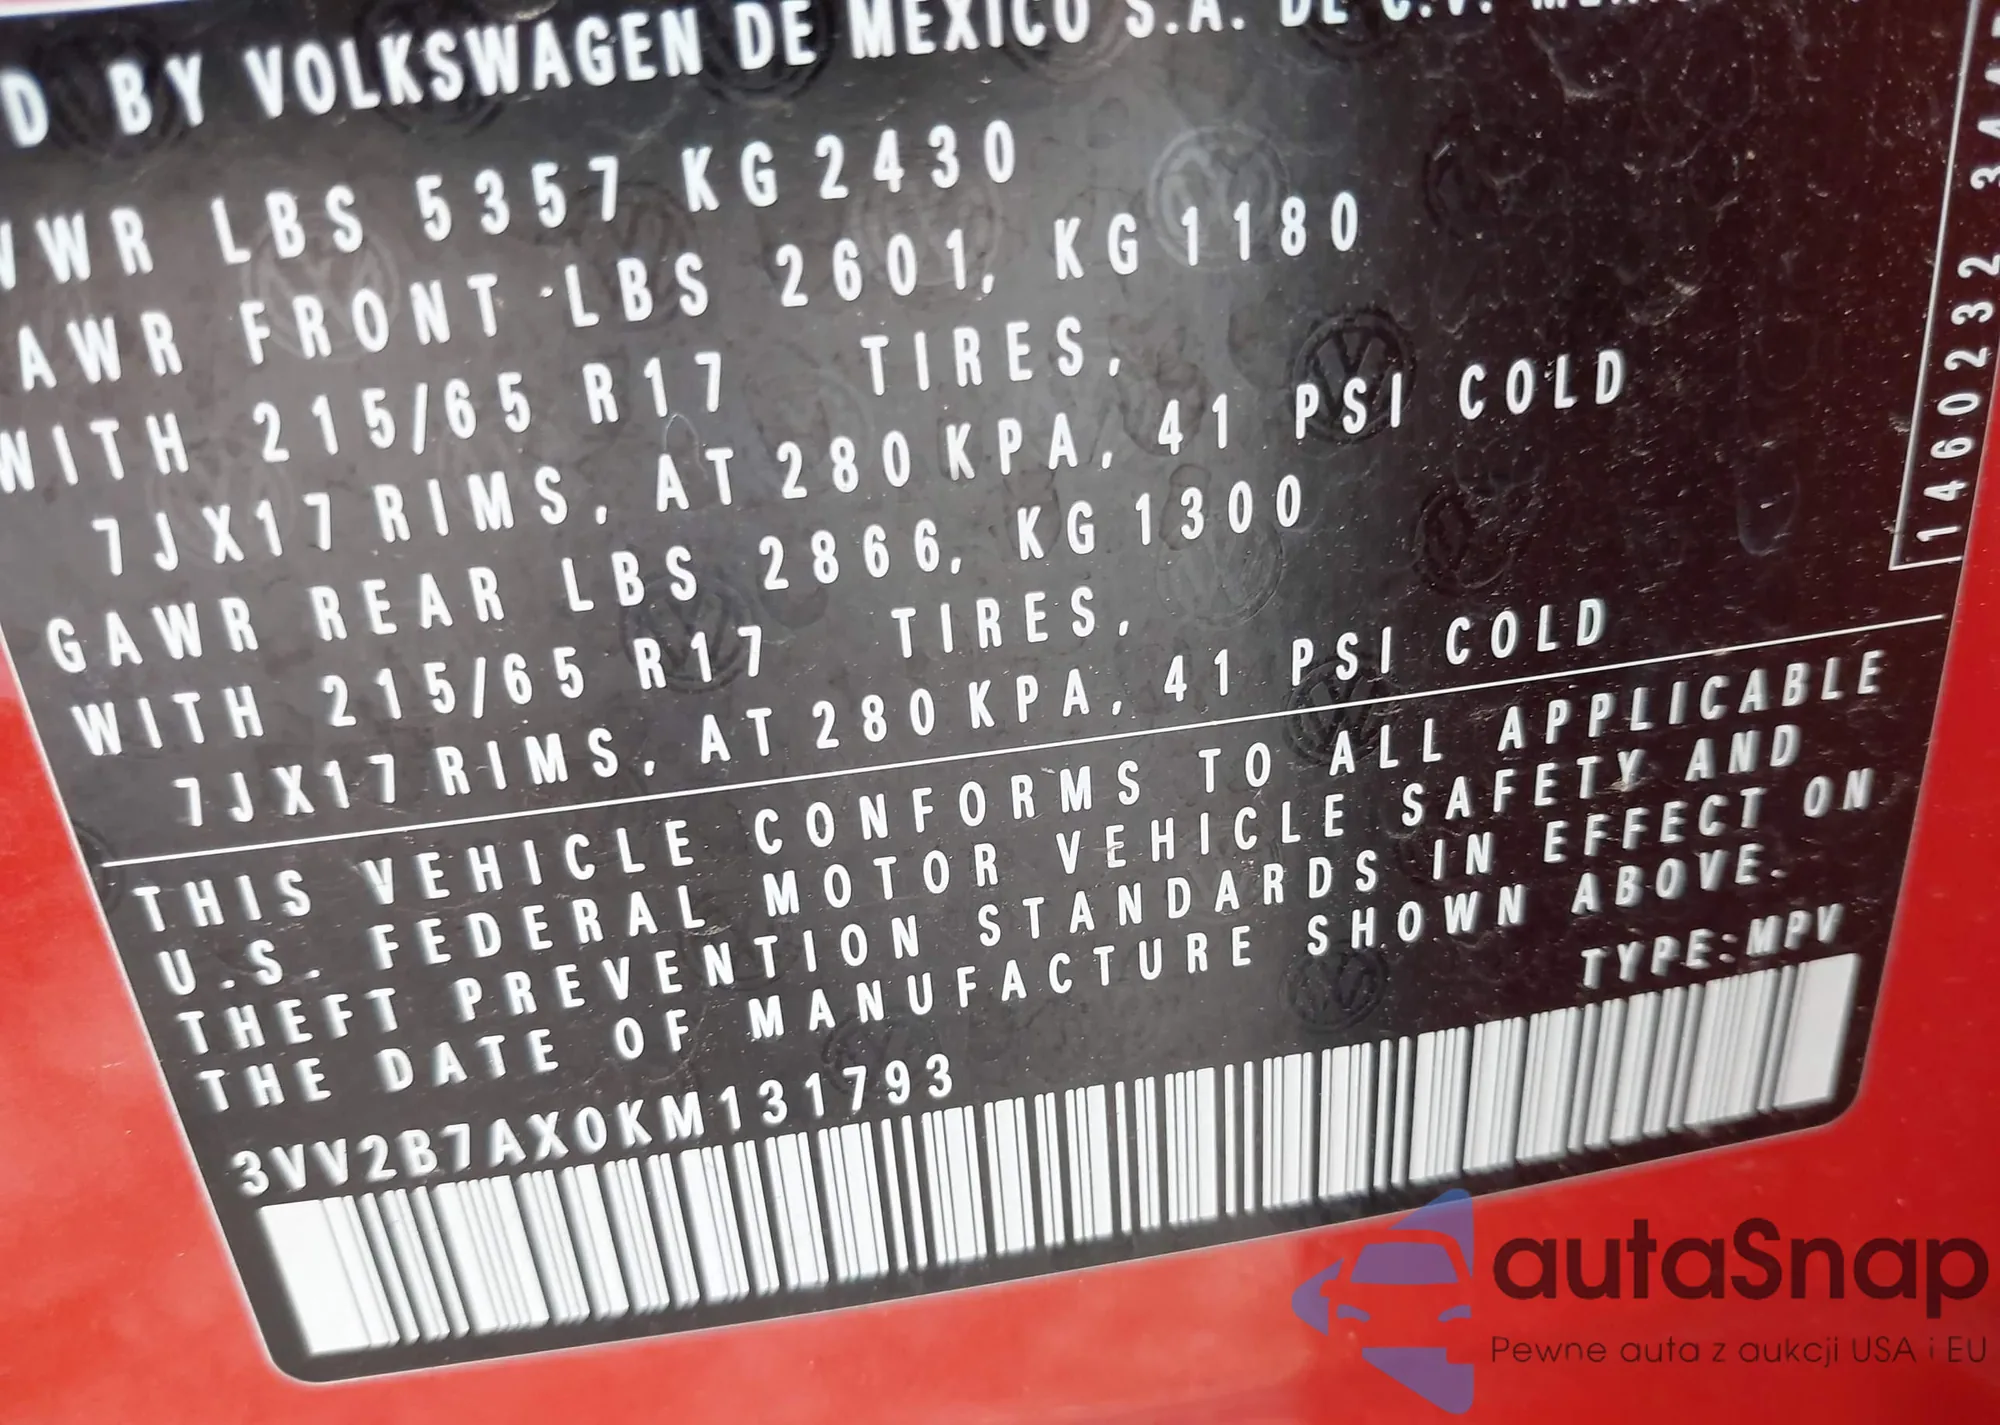 D BY VOLKSWAGEN DE MEXICO S.A. DE C.V.
VWR LBS 5357 KG 2430
AWR FRONT LBS 2601, KG 1180
WITH 215/65 R17 TIRES,
7JX17 RIMS, AT 280 KPA, 41 PSI COLD
GAWR REAR LBS 2866, KG 1300
WITH 215/65 R17 TIRES,
7JX17 RIMS, AT 280 KPA, 41 PSI COLD
THIS VEHICLE CONFORMS TO ALL APPLICABLE
U.S. FEDERAL MOTOR VEHICLE SAFETY AND
THEFT PREVENTION STANDARDS IN EFFECT ON
THE DATE OF MANUFACTURE SHOWN ABOVE.
TYPE:MPV
3VV2B7AX0KM131793
1460232
autaSnap
Pewne auta z aukcji USA i EU